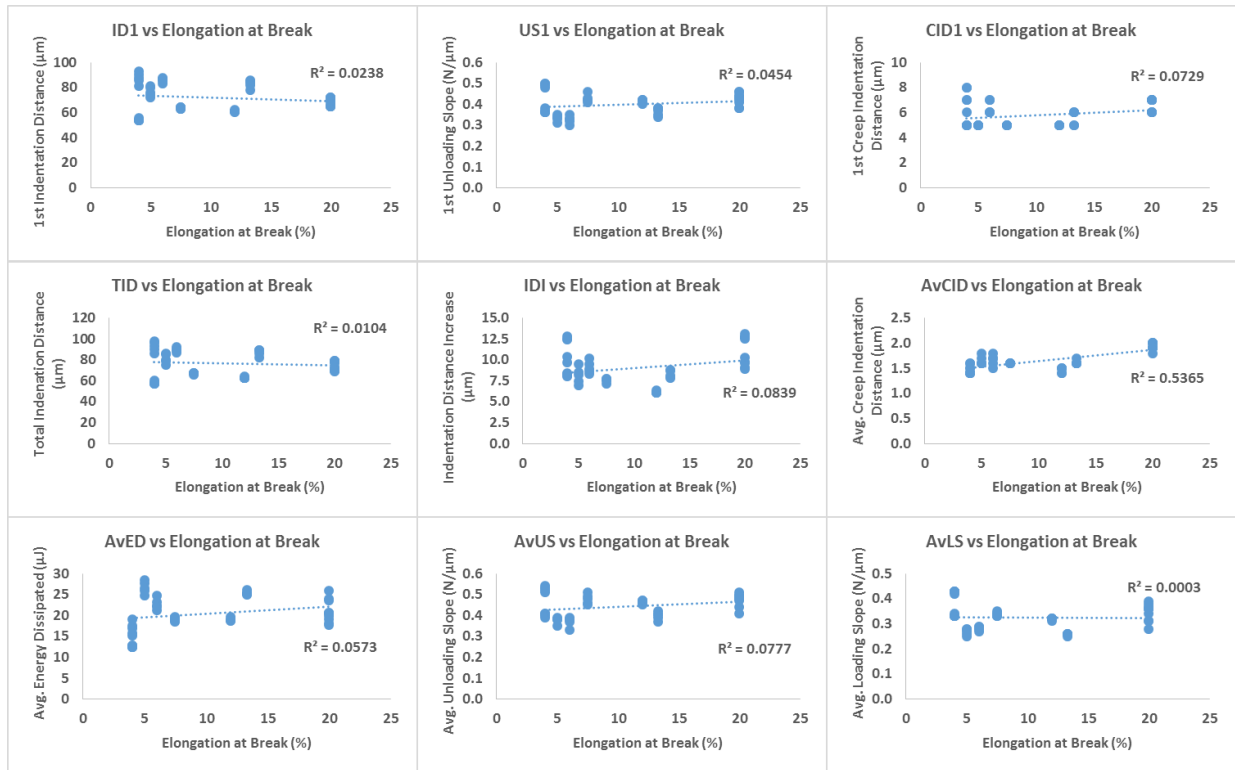 ID1 vs Elongation at Break
R² = 0.0238
1st Indentation Distance (µm)
100
80
60
40
20
0
0 5 10 15 20 25
Elongation at Break (%)
US1 vs Elongation at Break
R² = 0.0454
1st Unloading Slope (N/µm)
0.6
0.5
0.4
0.3
0.2
0.1
0.0
0 5 10 15 20 25
Elongation at Break (%)
CID1 vs Elongation at Break
R² = 0.0729
1st Creep Indentation
Distance (µm)
10
8
6
4
2
0
0 5 10 15 20 25
Elongation at Break (%)
TID vs Elongation at Break
R² = 0.0104
Total Indenation Distance
(µm)
120
100
80
60
40
20
0
0 5 10 15 20 25
Elongation at Break (%)
IDI vs Elongation at Break
R² = 0.0839
Indentation Distance Increase
(µm)
15.0
12.5
10.0
7.5
5.0
2.5
0.0
0 5 10 15 20 25
Elongation at Break (%)
AvCID vs Elongation at Break
R² = 0.5365
Avg. Creep Indentation
Distance (µm)
2.5
2.0
1.5
1.0
0.5
0.0
0 5 10 15 20 25
Elongation at Break (%)
AvED vs Elongation at Break
R² = 0.0573
Avg. Energy Dissipated (µJ)
30
25
20
15
10
5
0
0 5 10 15 20 25
Elongation at Break (%)
AvUS vs Elongation at Break
R² = 0.0777
Avg. Unloading Slope (N/µm)
0.6
0.5
0.4
0.3
0.2
0.1
0.0
0 5 10 15 20 25
Elongation at Break (%)
AvLS vs Elongation at Break
R² = 0.0003
Avg. Loading Slope (N/µm)
0.5
0.4
0.3
0.2
0.1
0.0
0 5 10 15 20 25
Elongation at Break (%)